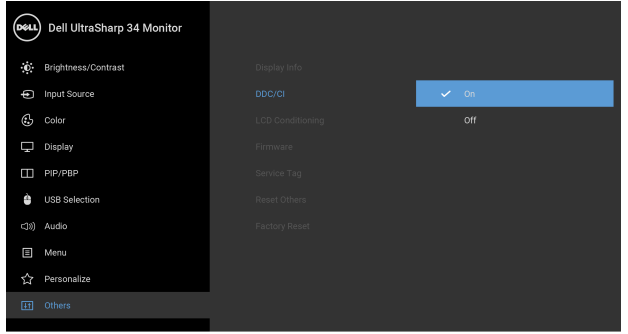 DELL Dell UltraSharp 34 Monitor
Brightness/Contrast Display Info
Input Source DDC/CI ✓ On
Color LCD Conditioning Off
Display Firmware
PIP/PBP Service Tag
USB Selection Reset Others
Audio Factory Reset
Menu
Personalize
Others